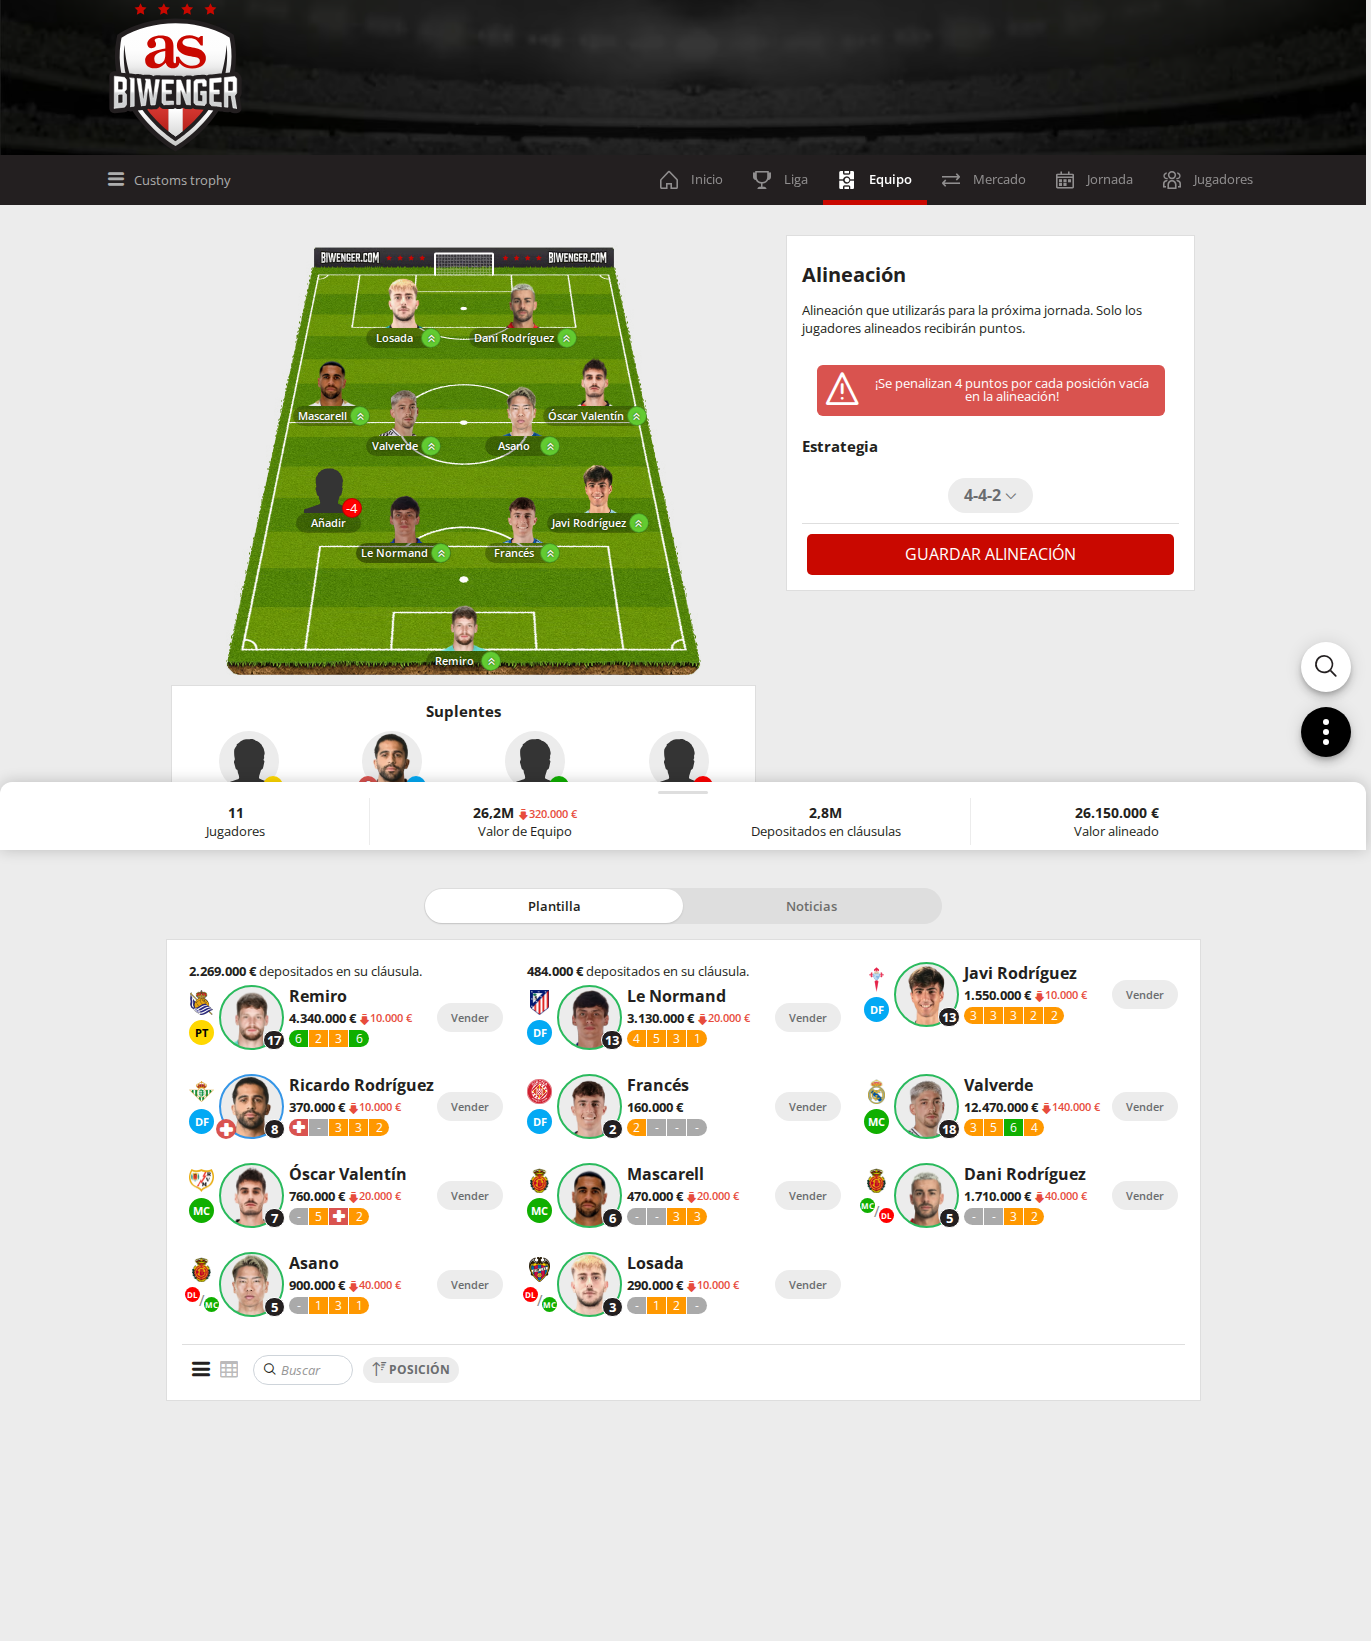 as
BIWENGER
Customs trophy
Inicio
Liga
Equipo
Mercado
Jornada
Jugadores
BIWENGER.COM
BIWENGER.COM
Losada
Dani Rodríguez
Mascarell
Óscar Valentín
Valverde
Asano
-4
Añadir
Javi Rodríguez
Le Normand
Francés
Remiro
Alineación
Alineación que utilizarás para la próxima jornada. Solo los
jugadores alineados recibirán puntos.
¡Se penalizan 4 puntos por cada posición vacía
en la alineación!
Estrategia
4-4-2
GUARDAR ALINEACIÓN
Suplentes
11
Jugadores
26,2M 320.000 €
Valor de Equipo
2,8M
Depositados en cláusulas
26.150.000 €
Valor alineado
Plantilla
Noticias
2.269.000 € depositados en su cláusula.
Remiro
4.340.000 € 10.000 €
PT
17
6 2 3 6
Vender
484.000 € depositados en su cláusula.
Le Normand
3.130.000 € 20.000 €
DF
13
4 5 3 1
Vender
Javi Rodríguez
1.550.000 € 10.000 €
DF
13
3 3 3 2 2
Vender
Ricardo Rodríguez
370.000 € 10.000 €
DF
8
- 3 3 2
Vender
Francés
160.000 €
DF
2
2 - - -
Vender
Valverde
12.470.000 € 140.000 €
MC
18
3 5 6 4
Vender
Óscar Valentín
760.000 € 20.000 €
MC
7
- 5 2
Vender
Mascarell
470.000 € 20.000 €
MC
6
- - 3 3
Vender
Dani Rodríguez
1.710.000 € 40.000 €
MC / DL
5
- - 3 2
Vender
Asano
900.000 € 40.000 €
DL / MC
5
- 1 3 1
Vender
Losada
290.000 € 10.000 €
DL / MC
3
- 1 2 -
Vender
Buscar
POSICIÓN